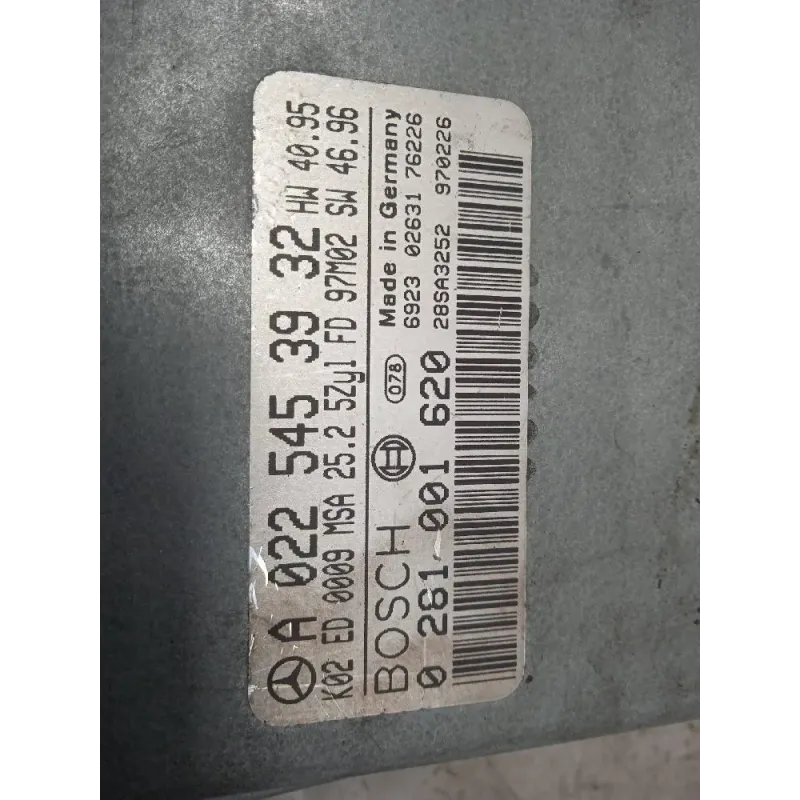 A 022 545 39 32 HW 40.95
K02 ED 0009 MSA 25.2 5Zyl FD 97M02 SW 46.96
BOSCH
078
Made in Germany
6923 02631 76226
0 281 001 620
28SA3252 970226